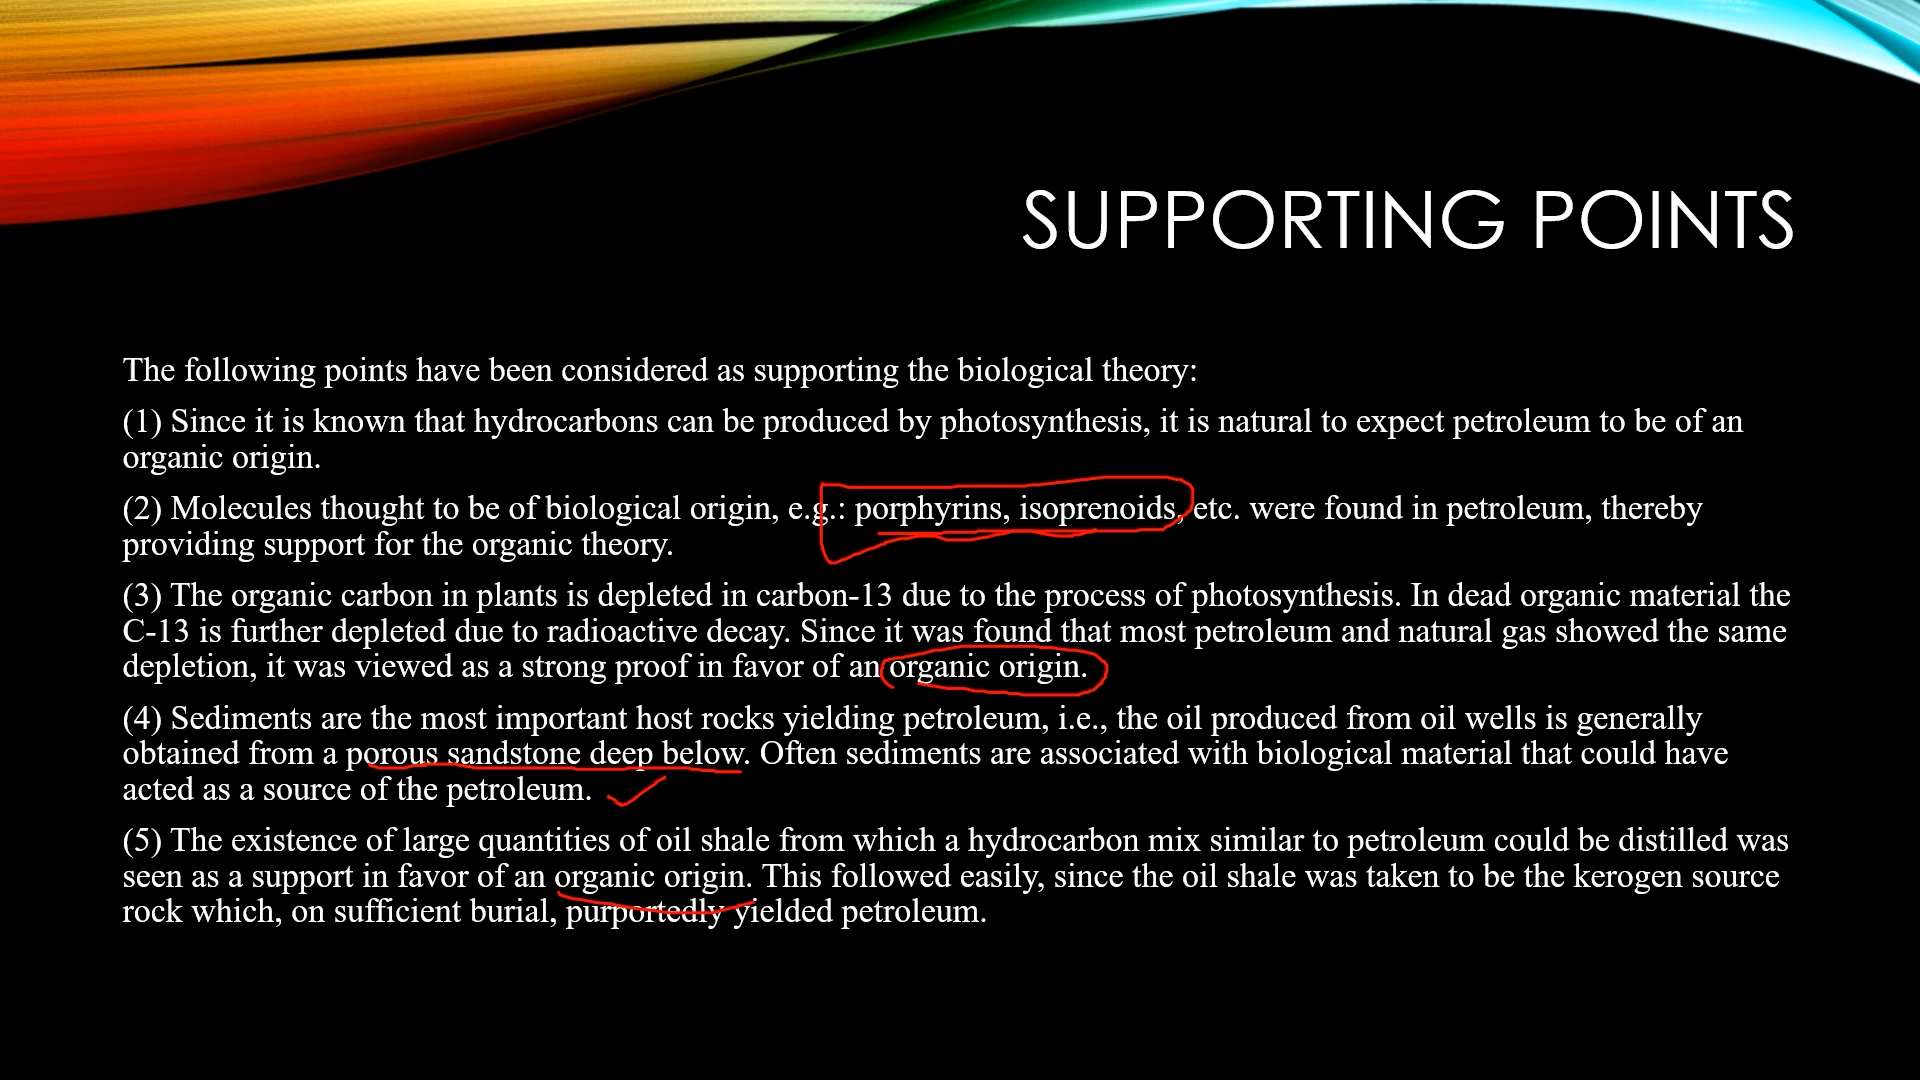 SUPPORTING POINTS
The following points have been considered as supporting the biological theory:
(1) Since it is known that hydrocarbons can be produced by photosynthesis, it is natural to expect petroleum to be of an
organic origin.
(2) Molecules thought to be of biological origin, e.g.: porphyrins, isoprenoids, etc. were found in petroleum, thereby
providing support for the organic theory.
(3) The organic carbon in plants is depleted in carbon-13 due to the process of photosynthesis. In dead organic material the
C-13 is further depleted due to radioactive decay. Since it was found that most petroleum and natural gas showed the same
depletion, it was viewed as a strong proof in favor of an organic origin.
(4) Sediments are the most important host rocks yielding petroleum, i.e., the oil produced from oil wells is generally
obtained from a porous sandstone deep below. Often sediments are associated with biological material that could have
acted as a source of the petroleum.
(5) The existence of large quantities of oil shale from which a hydrocarbon mix similar to petroleum could be distilled was
seen as a support in favor of an organic origin. This followed easily, since the oil shale was taken to be the kerogen source
rock which, on sufficient burial, purportedly yielded petroleum.